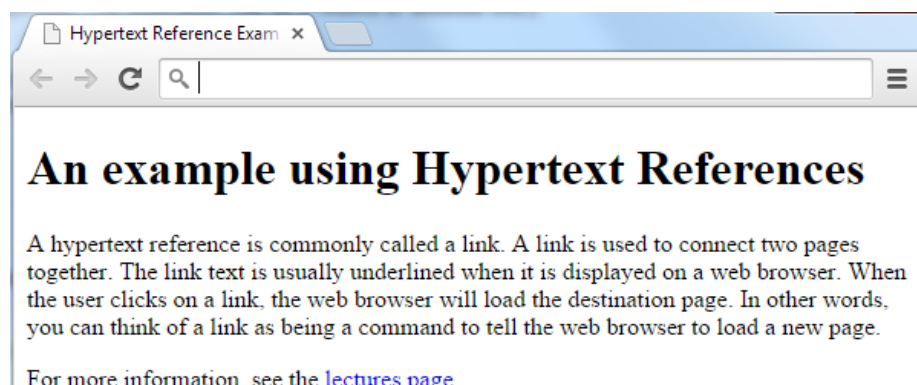 Hypertext Reference Exam
An example using Hypertext References
A hypertext reference is commonly called a link. A link is used to connect two pages
together. The link text is usually underlined when it is displayed on a web browser. When
the user clicks on a link, the web browser will load the destination page. In other words,
you can think of a link as being a command to tell the web browser to load a new page.
For more information, see the lectures page